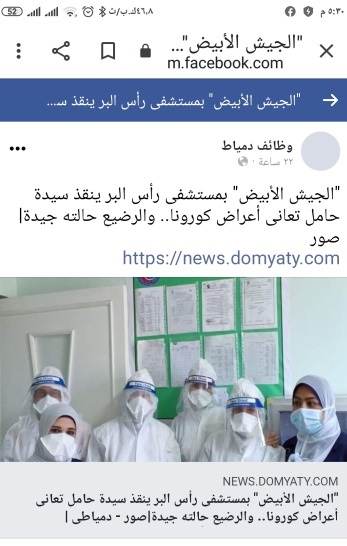 52
٤٦٫٨ك.ب/ث
٥:٣٠ م
"الجيش الأبيض"...
m.facebook.com
"الجيش الأبيض" بمستشفى رأس البر ينقذ سـ...
وظائف دمياط
٢٢ ساعة
"الجيش الأبيض" بمستشفى رأس البر ينقذ سيدة
حامل تعانى أعراض كورونا.. والرضيع حالته جيدة|
صور
https://news.domyaty.com
NEWS.DOMYATY.COM
"الجيش الأبيض" بمستشفى رأس البر ينقذ سيدة حامل تعانى
أعراض كورونا.. والرضيع حالته جيدة|صور - دمياطى |